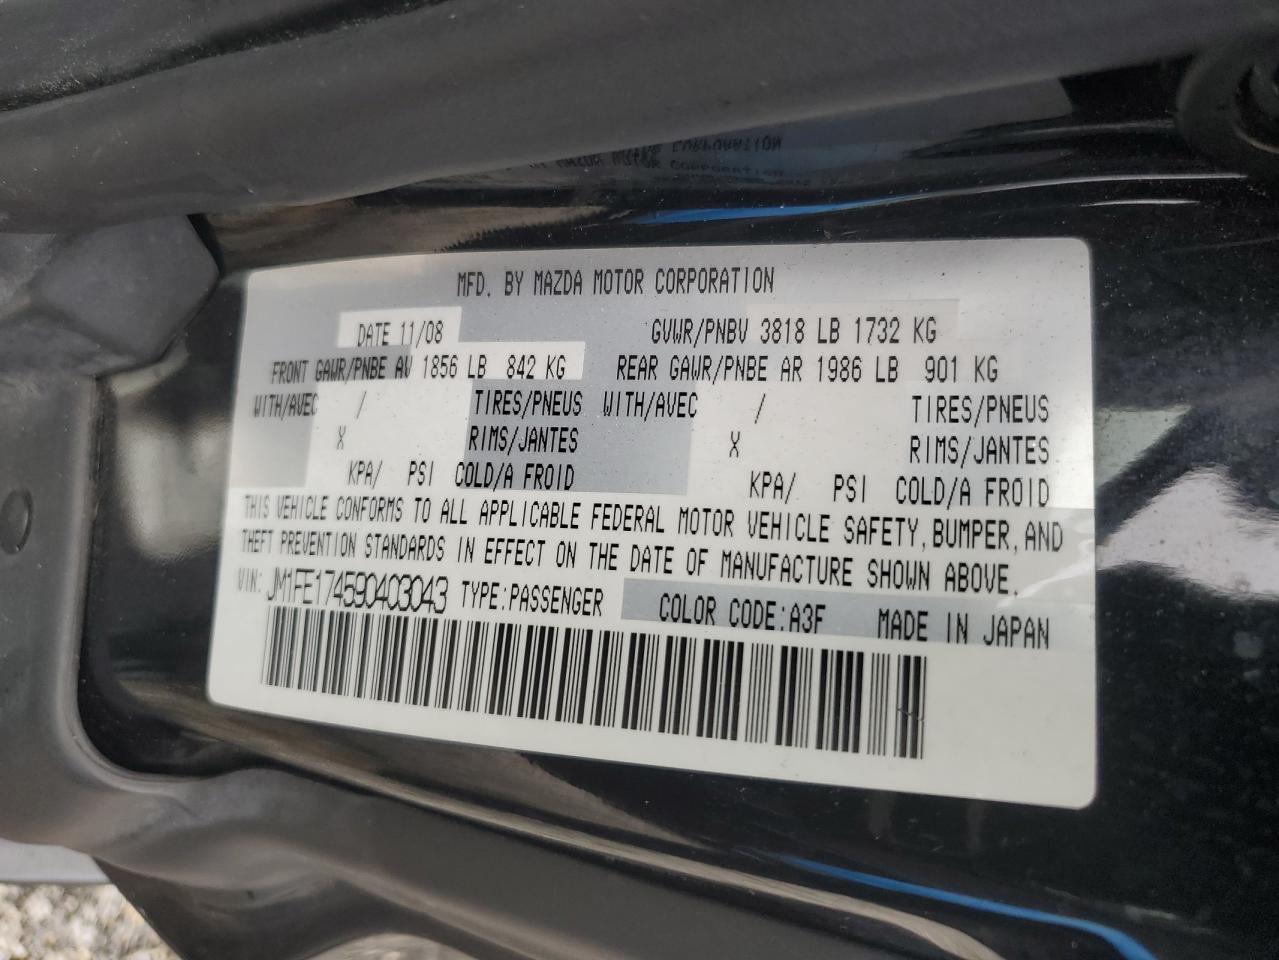 MFD. BY MAZDA MOTOR CORPORATION
DATE 11/08 GVWR/PNBV 3818 LB 1732 KG
FRONT GAWR/PNBE AV 1856 LB 842 KG REAR GAWR/PNBE AR 1986 LB 901 KG
WITH/AVEC / TIRES/PNEUS WITH/AVEC / TIRES/PNEUS
X RIMS/JANTES X RIMS/JANTES
KPA/ PSI COLD/A FROID KPA/ PSI COLD/A FROID
THIS VEHICLE CONFORMS TO ALL APPLICABLE FEDERAL MOTOR VEHICLE SAFETY, BUMPER, AND
THEFT PREVENTION STANDARDS IN EFFECT ON THE DATE OF MANUFACTURE SHOWN ABOVE.
VIN: JM1FE174590403043 TYPE:PASSENGER COLOR CODE:A3F MADE IN JAPAN